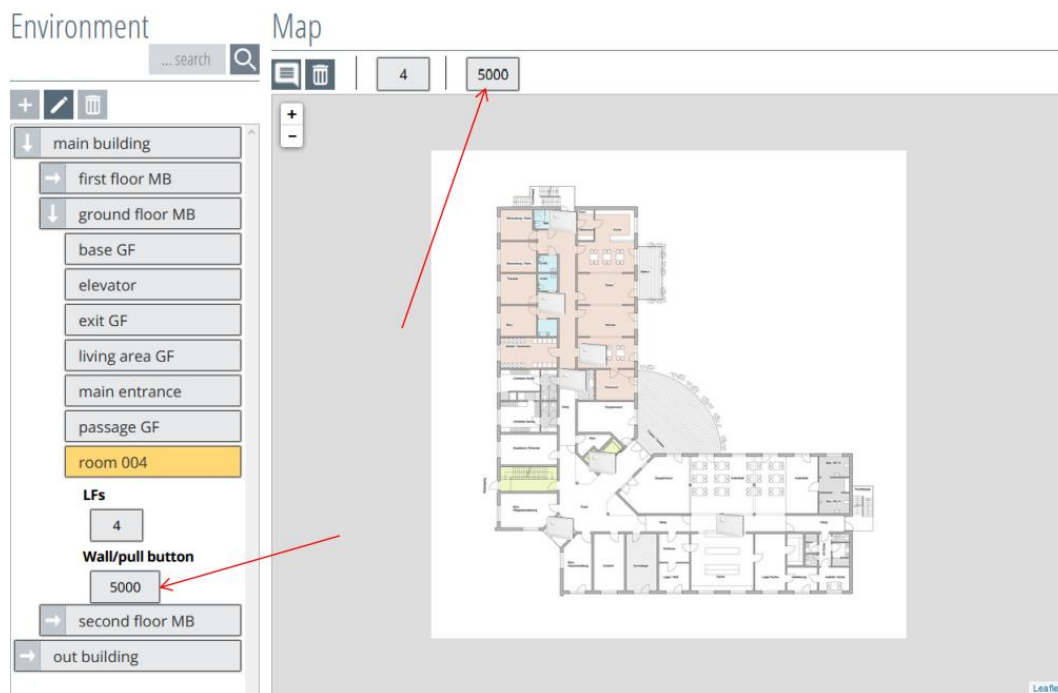 Environment
Map
... search
4
5000
+
−
main building
first floor MB
ground floor MB
base GF
elevator
exit GF
living area GF
main entrance
passage GF
room 004
LFs
4
Wall/pull button
5000
second floor MB
out building